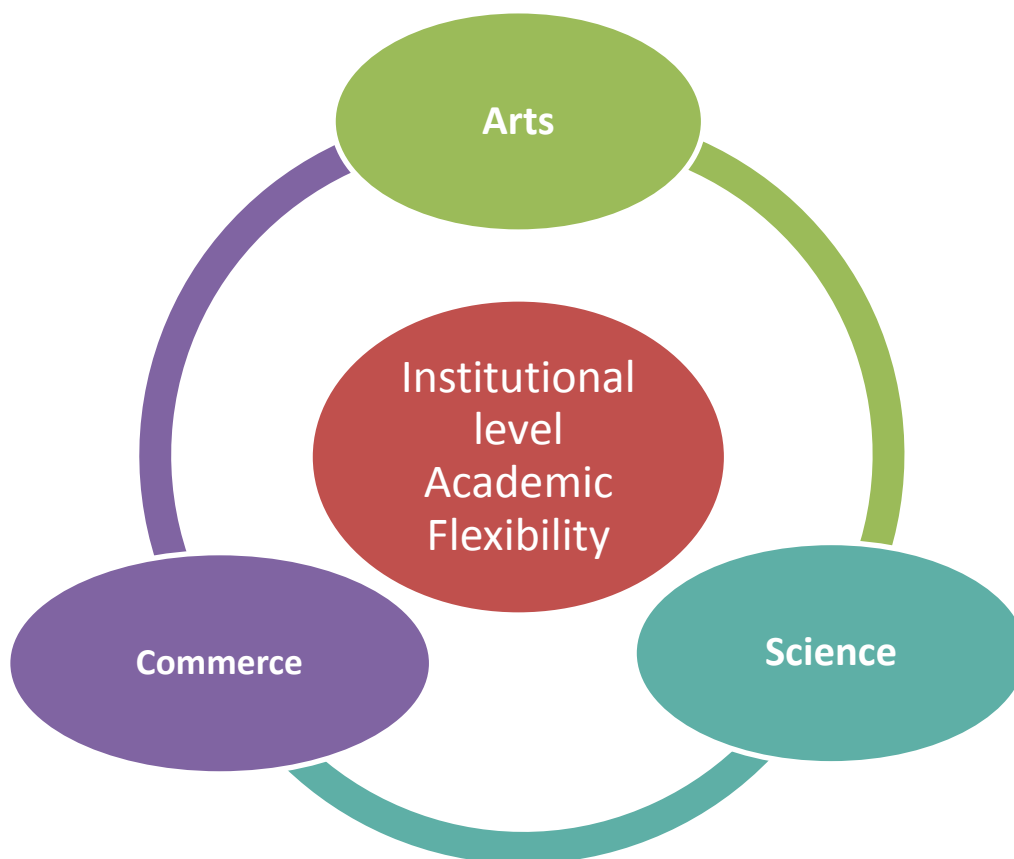 Arts
Institutional
level
Academic
Flexibility
Commerce
Science